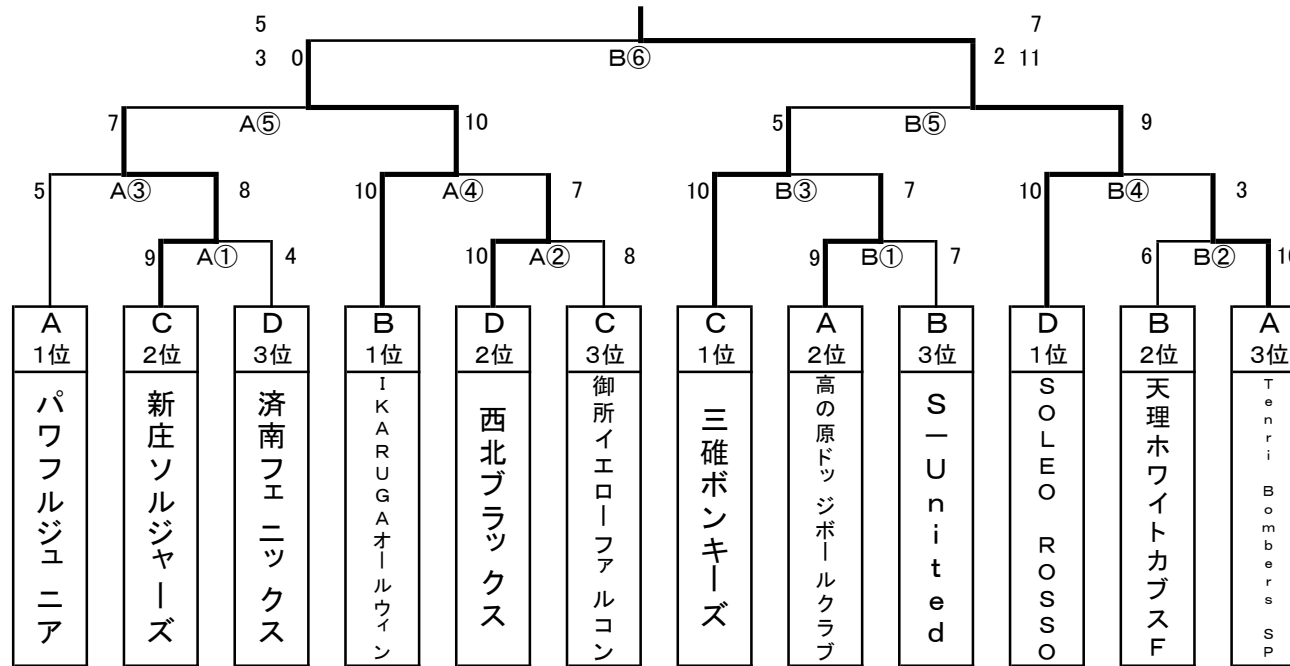 5 7
3 0 B⑥ 2 11
7 A⑤ 10 5 B⑤ 9
5 A③ 8 10 A④ 7 10 B③ 7 10 B④ 3
9 A① 4 10 A② 8 9 B① 7 6 B② 10
A C D B D C C A B D B A
1位 2位 3位 1位 2位 3位 1位 2位 3位 1位 2位 3位
パワフルジュニア
新庄ソルジャーズ
済南フェニックス
IKARUGAオールウィン
西北ブラックス
御所イエローファルコン
三碓ボンキーズ
高の原ドッジボールクラブ
S－United
SOLEO ROSSO
天理ホワイトカブスF
Tenri Bombers SP